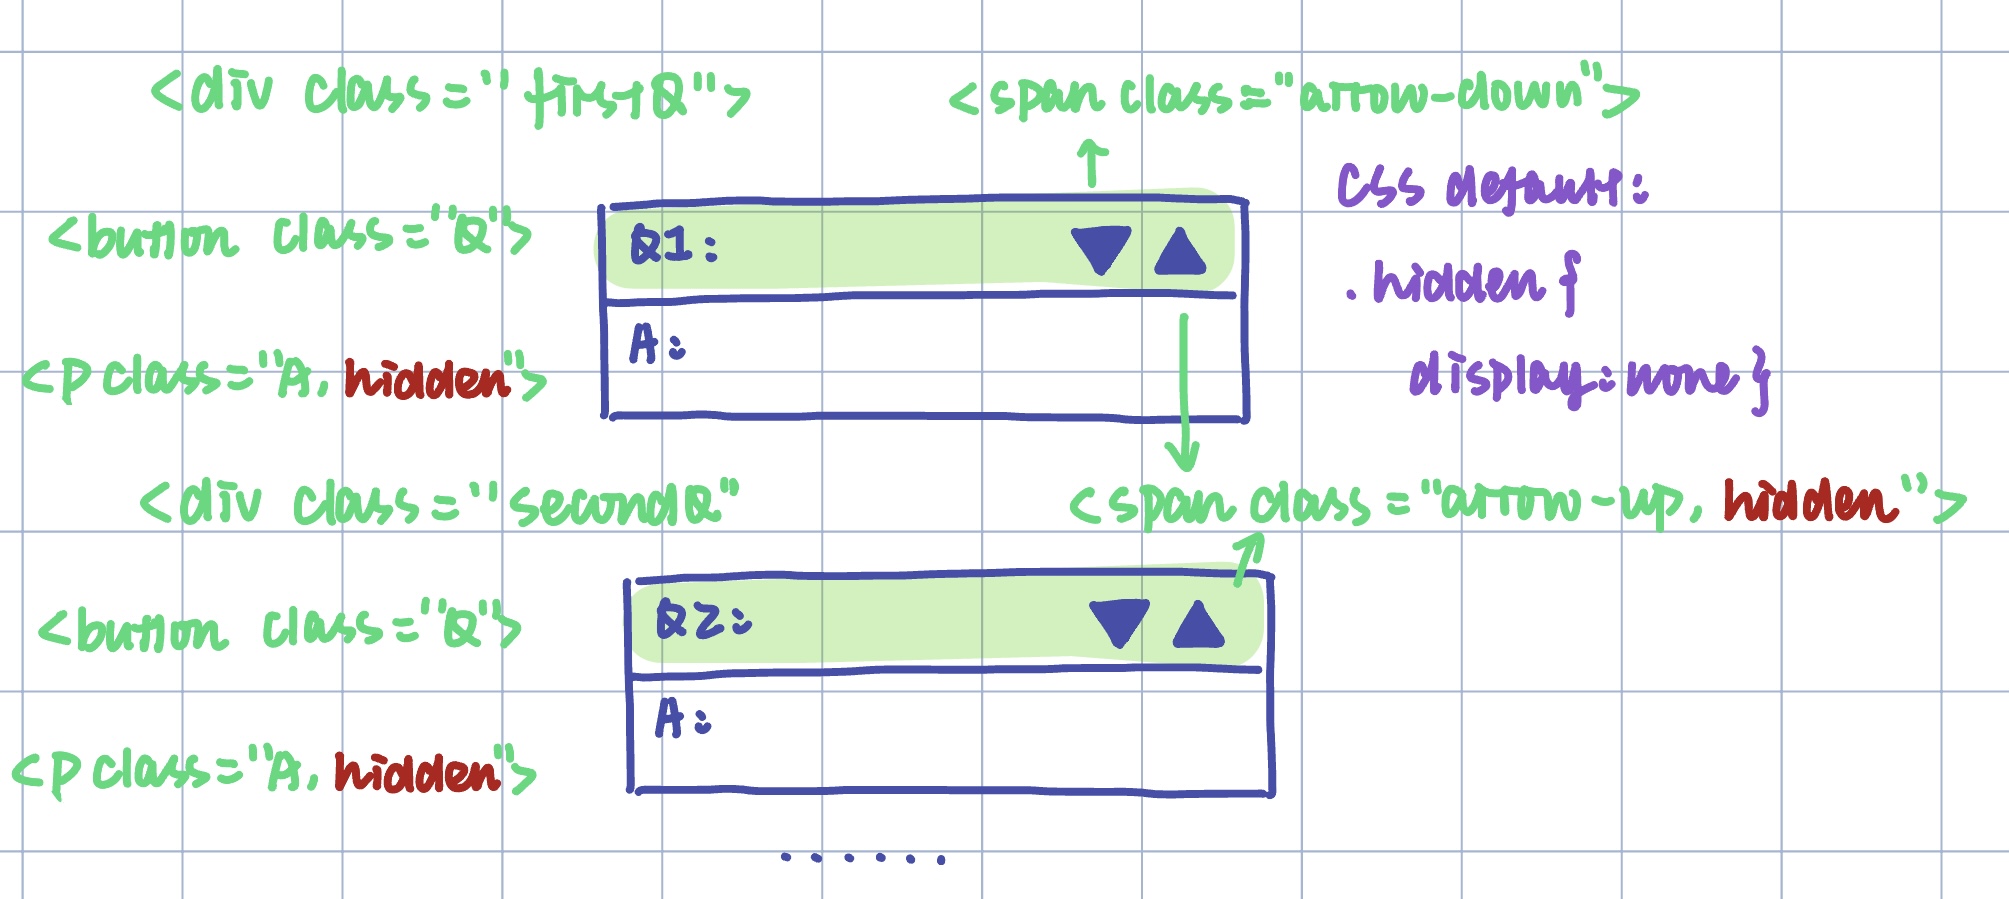 <div class="firstQ">
<span class="arrow-down">
CSS default:
<button class="Q">
Q1:
.hidden {
A:
<p class="A, hidden">
display: none }
<div class="secondQ"
<span class="arrow-up, hidden">
<button class="Q">
Q2:
A:
<p class="A, hidden">
......